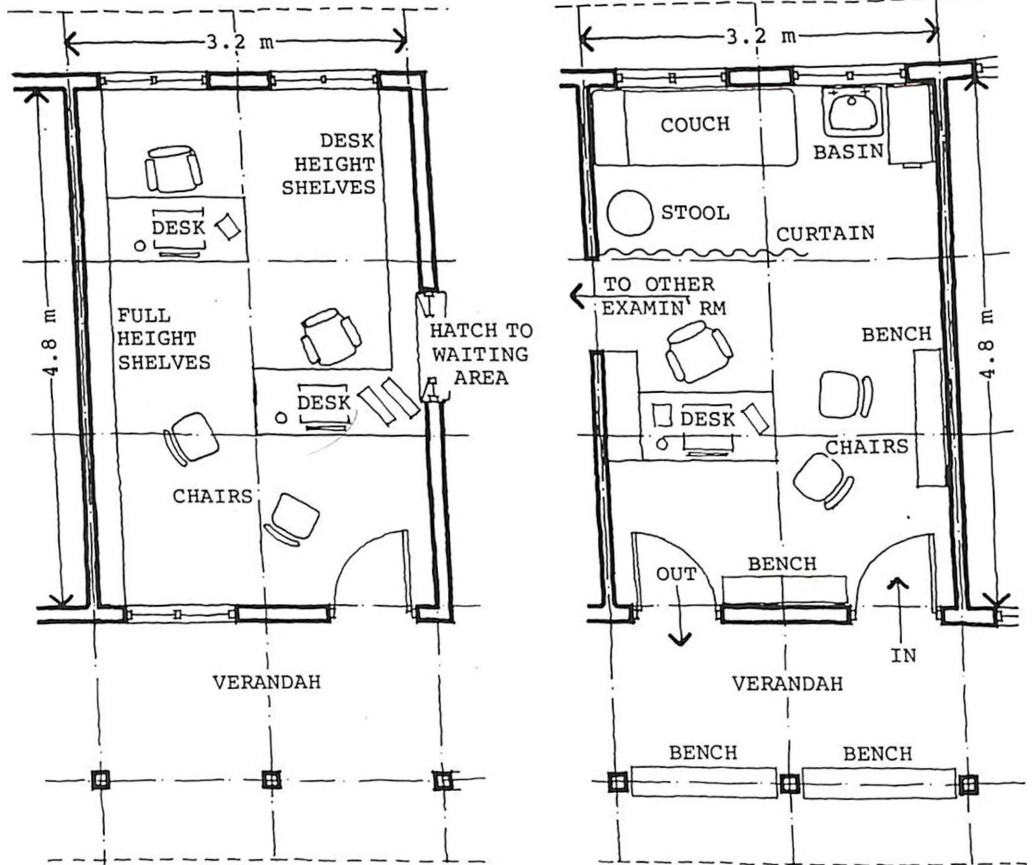 3.2 m
DESK
HEIGHT
SHELVES
DESK
FULL
HEIGHT
SHELVES
4.8 m
HATCH TO
WAITING
AREA
DESK
CHAIRS
VERANDAH
3.2 m
COUCH
BASIN
STOOL
CURTAIN
TO OTHER
EXAMIN' RM
BENCH
4.8 m
DESK
CHAIRS
OUT
BENCH
IN
VERANDAH
BENCH
BENCH